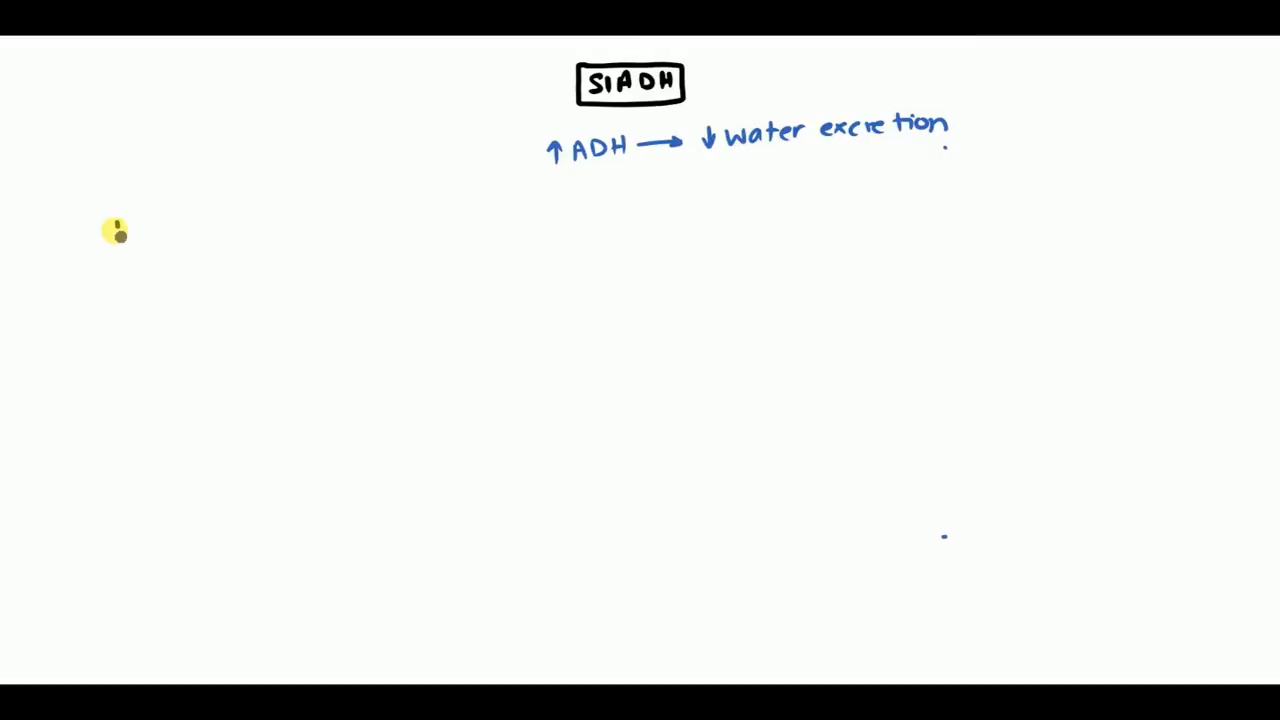 SIADH
↑ ADH → ↓ water excretion